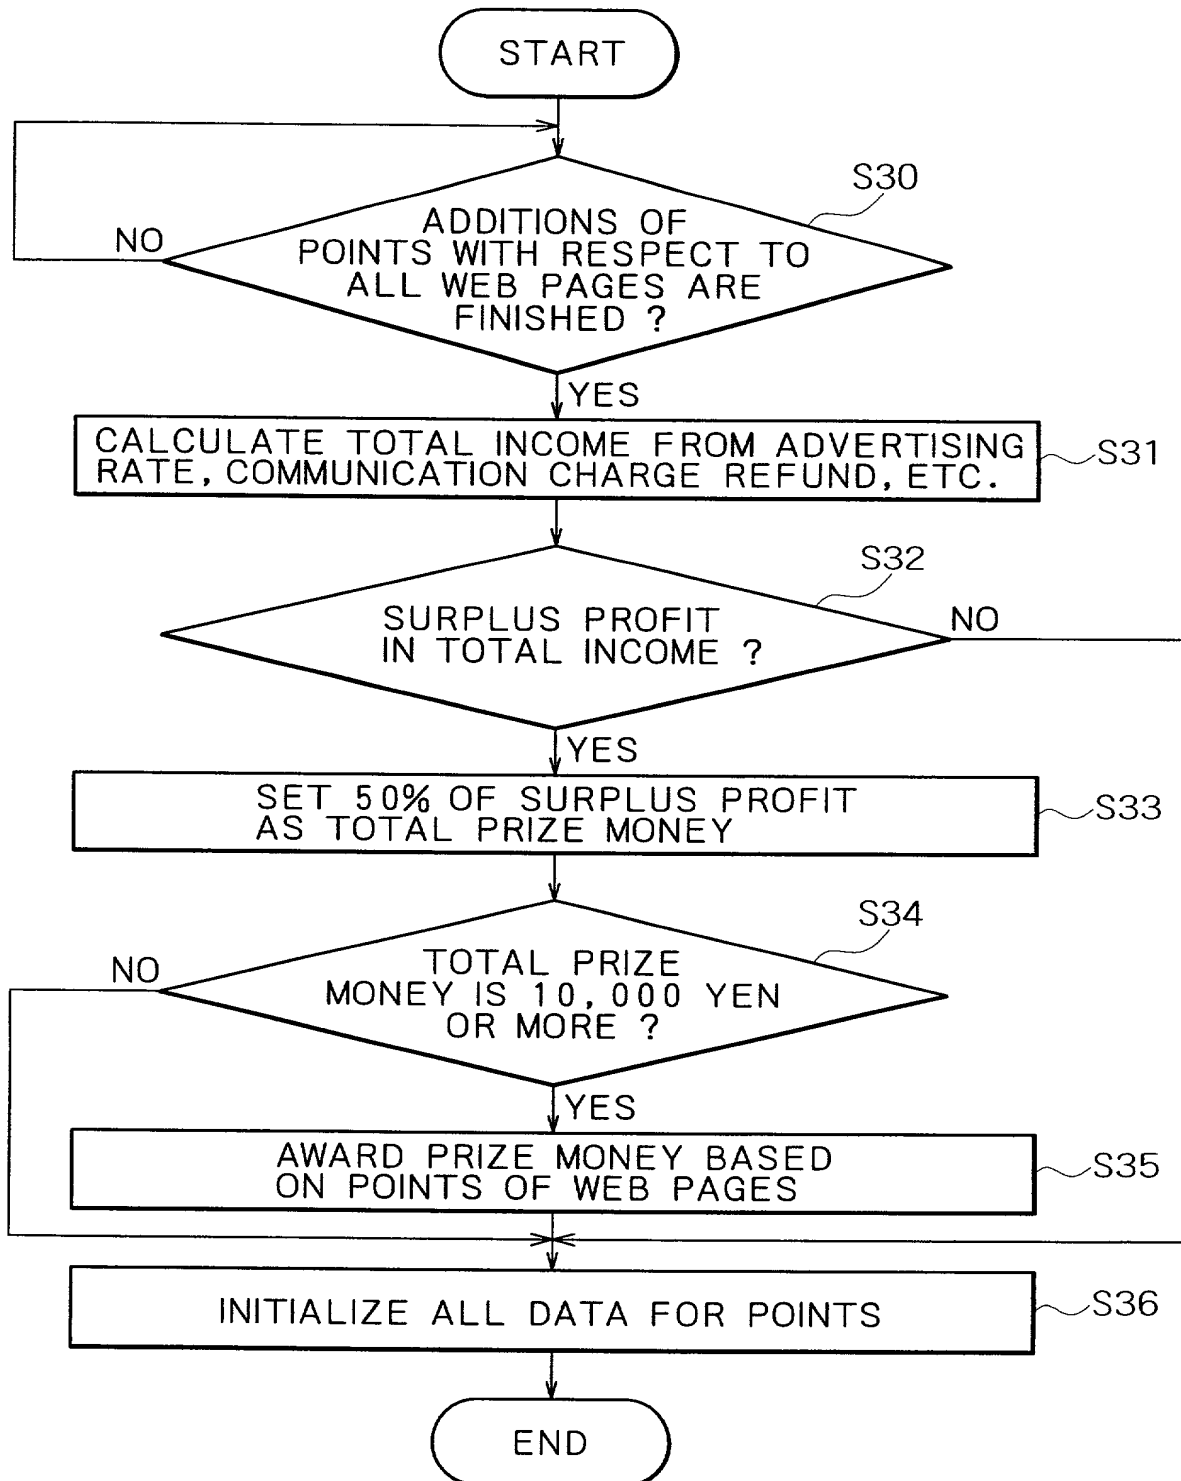 START
S30
ADDITIONS OF
POINTS WITH RESPECT TO
ALL WEB PAGES ARE
FINISHED ?
NO
YES
CALCULATE TOTAL INCOME FROM ADVERTISING
RATE, COMMUNICATION CHARGE REFUND, ETC.
S31
S32
SURPLUS PROFIT
IN TOTAL INCOME ?
NO
YES
SET 50% OF SURPLUS PROFIT
AS TOTAL PRIZE MONEY
S33
S34
TOTAL PRIZE
MONEY IS 10,000 YEN
OR MORE ?
NO
YES
AWARD PRIZE MONEY BASED
ON POINTS OF WEB PAGES
S35
INITIALIZE ALL DATA FOR POINTS
S36
END